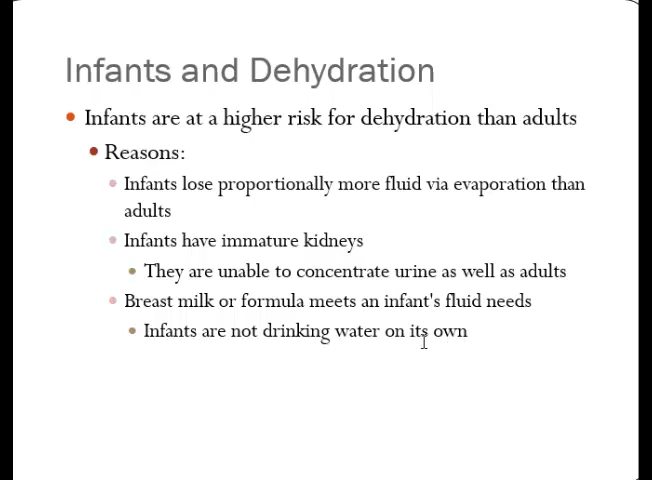 Infants and Dehydration
Infants are at a higher risk for dehydration than adults
Reasons:
Infants lose proportionally more fluid via evaporation than
adults
Infants have immature kidneys
They are unable to concentrate urine as well as adults
Breast milk or formula meets an infant's fluid needs
Infants are not drinking water on its own